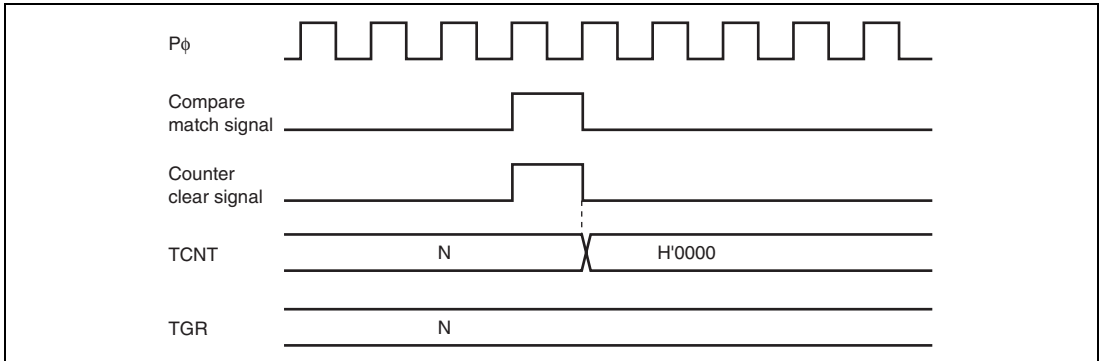 Pϕ
Compare
match signal
Counter
clear signal
TCNT
N
H'0000
TGR
N